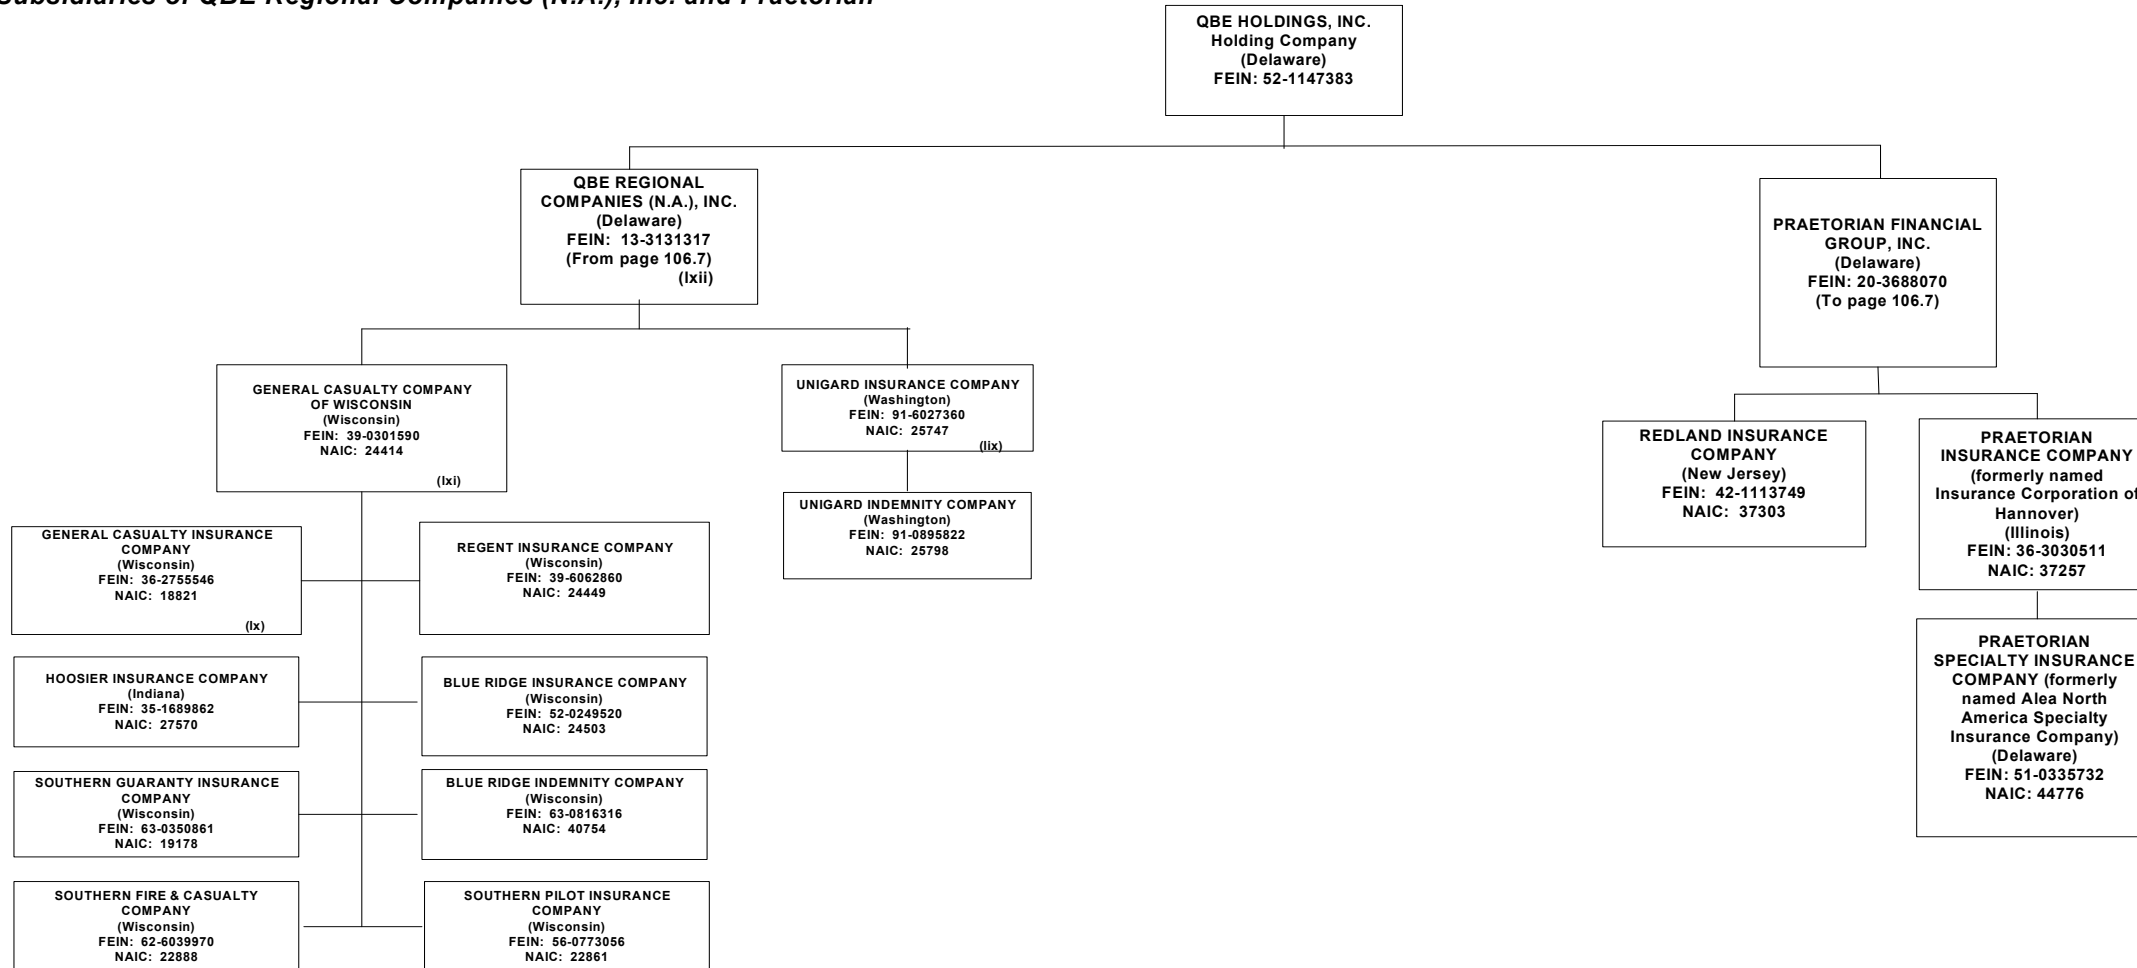 Subsidiaries of QBE Regional Companies (N.A.), Inc. and Praetorian
QBE HOLDINGS, INC.
Holding Company
(Delaware)
FEIN: 52-1147383
QBE REGIONAL
COMPANIES (N.A.), INC.
(Delaware)
FEIN: 13-3131317
(From page 106.7)
(lxii)
PRAETORIAN FINANCIAL
GROUP, INC.
(Delaware)
FEIN: 20-3688070
(To page 106.7)
GENERAL CASUALTY COMPANY
OF WISCONSIN
(Wisconsin)
FEIN: 39-0301590
NAIC: 24414
(lxi)
UNIGARD INSURANCE COMPANY
(Washington)
FEIN: 91-6027360
NAIC: 25747
(lix)
UNIGARD INDEMNITY COMPANY
(Washington)
FEIN: 91-0895822
NAIC: 25798
REDLAND INSURANCE
COMPANY
(New Jersey)
FEIN: 42-1113749
NAIC: 37303
PRAETORIAN
INSURANCE COMPANY
(formerly named
Insurance Corporation of
Hannover)
(Illinois)
FEIN: 36-3030511
NAIC: 37257
PRAETORIAN
SPECIALTY INSURANCE
COMPANY (formerly
named Alea North
America Specialty
Insurance Company)
(Delaware)
FEIN: 51-0335732
NAIC: 44776
GENERAL CASUALTY INSURANCE
COMPANY
(Wisconsin)
FEIN: 36-2755546
NAIC: 18821
(lx)
REGENT INSURANCE COMPANY
(Wisconsin)
FEIN: 39-6062860
NAIC: 24449
HOOSIER INSURANCE COMPANY
(Indiana)
FEIN: 35-1689862
NAIC: 27570
BLUE RIDGE INSURANCE COMPANY
(Wisconsin)
FEIN: 52-0249520
NAIC: 24503
SOUTHERN GUARANTY INSURANCE
COMPANY
(Wisconsin)
FEIN: 63-0350861
NAIC: 19178
BLUE RIDGE INDEMNITY COMPANY
(Wisconsin)
FEIN: 63-0816316
NAIC: 40754
SOUTHERN FIRE & CASUALTY
COMPANY
(Wisconsin)
FEIN: 62-6039970
NAIC: 22888
SOUTHERN PILOT INSURANCE
COMPANY
(Wisconsin)
FEIN: 56-0773056
NAIC: 22861